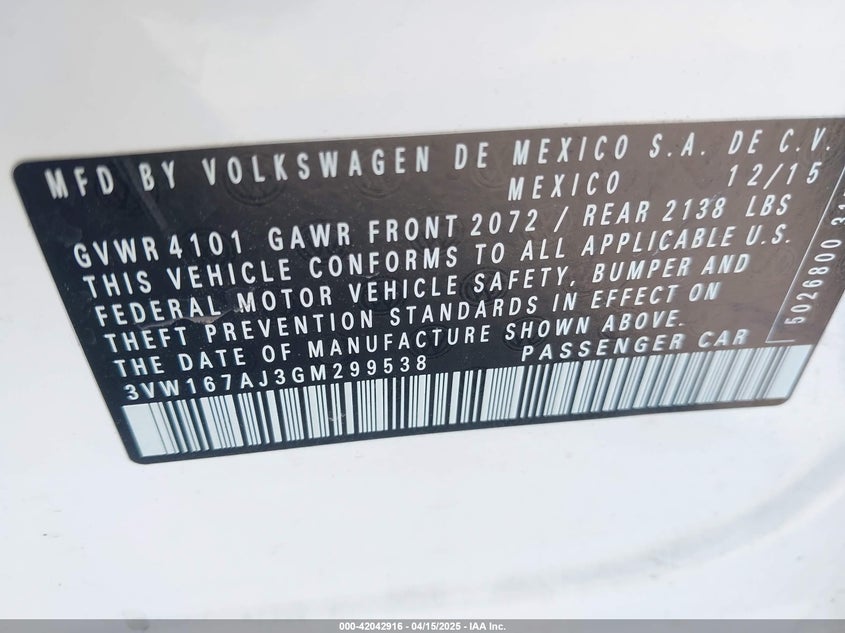 MFD BY VOLKSWAGEN DE MEXICO S.A. DE C.V.
MEXICO 12/15
GVWR4101 GAWR FRONT 2072 / REAR 2138 LBS
THIS VEHICLE CONFORMS TO ALL APPLICABLE U.S.
FEDERAL MOTOR VEHICLE SAFETY, BUMPER AND
THEFT PREVENTION STANDARDS IN EFFECT ON
THE DATE OF MANUFACTURE SHOWN ABOVE.
3VW167AJ3GM299538 PASSENGER CAR
5026800
000-42042916 - 04/15/2025 - IAA Inc.